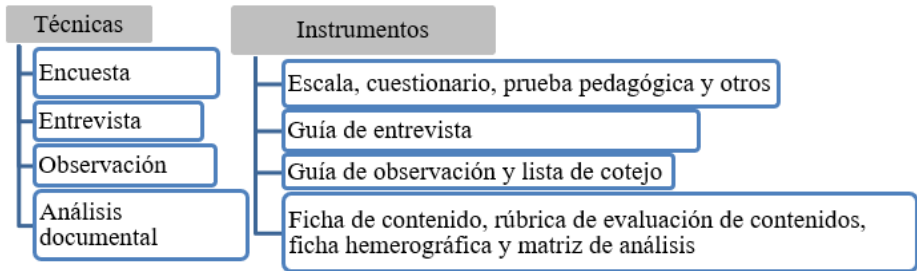 Técnicas
Encuesta
Entrevista
Observación
Análisis
documental
Instrumentos
Escala, cuestionario, prueba pedagógica y otros
Guía de entrevista
Guía de observación y lista de cotejo
Ficha de contenido, rúbrica de evaluación de contenidos,
ficha hemerográfica y matriz de análisis